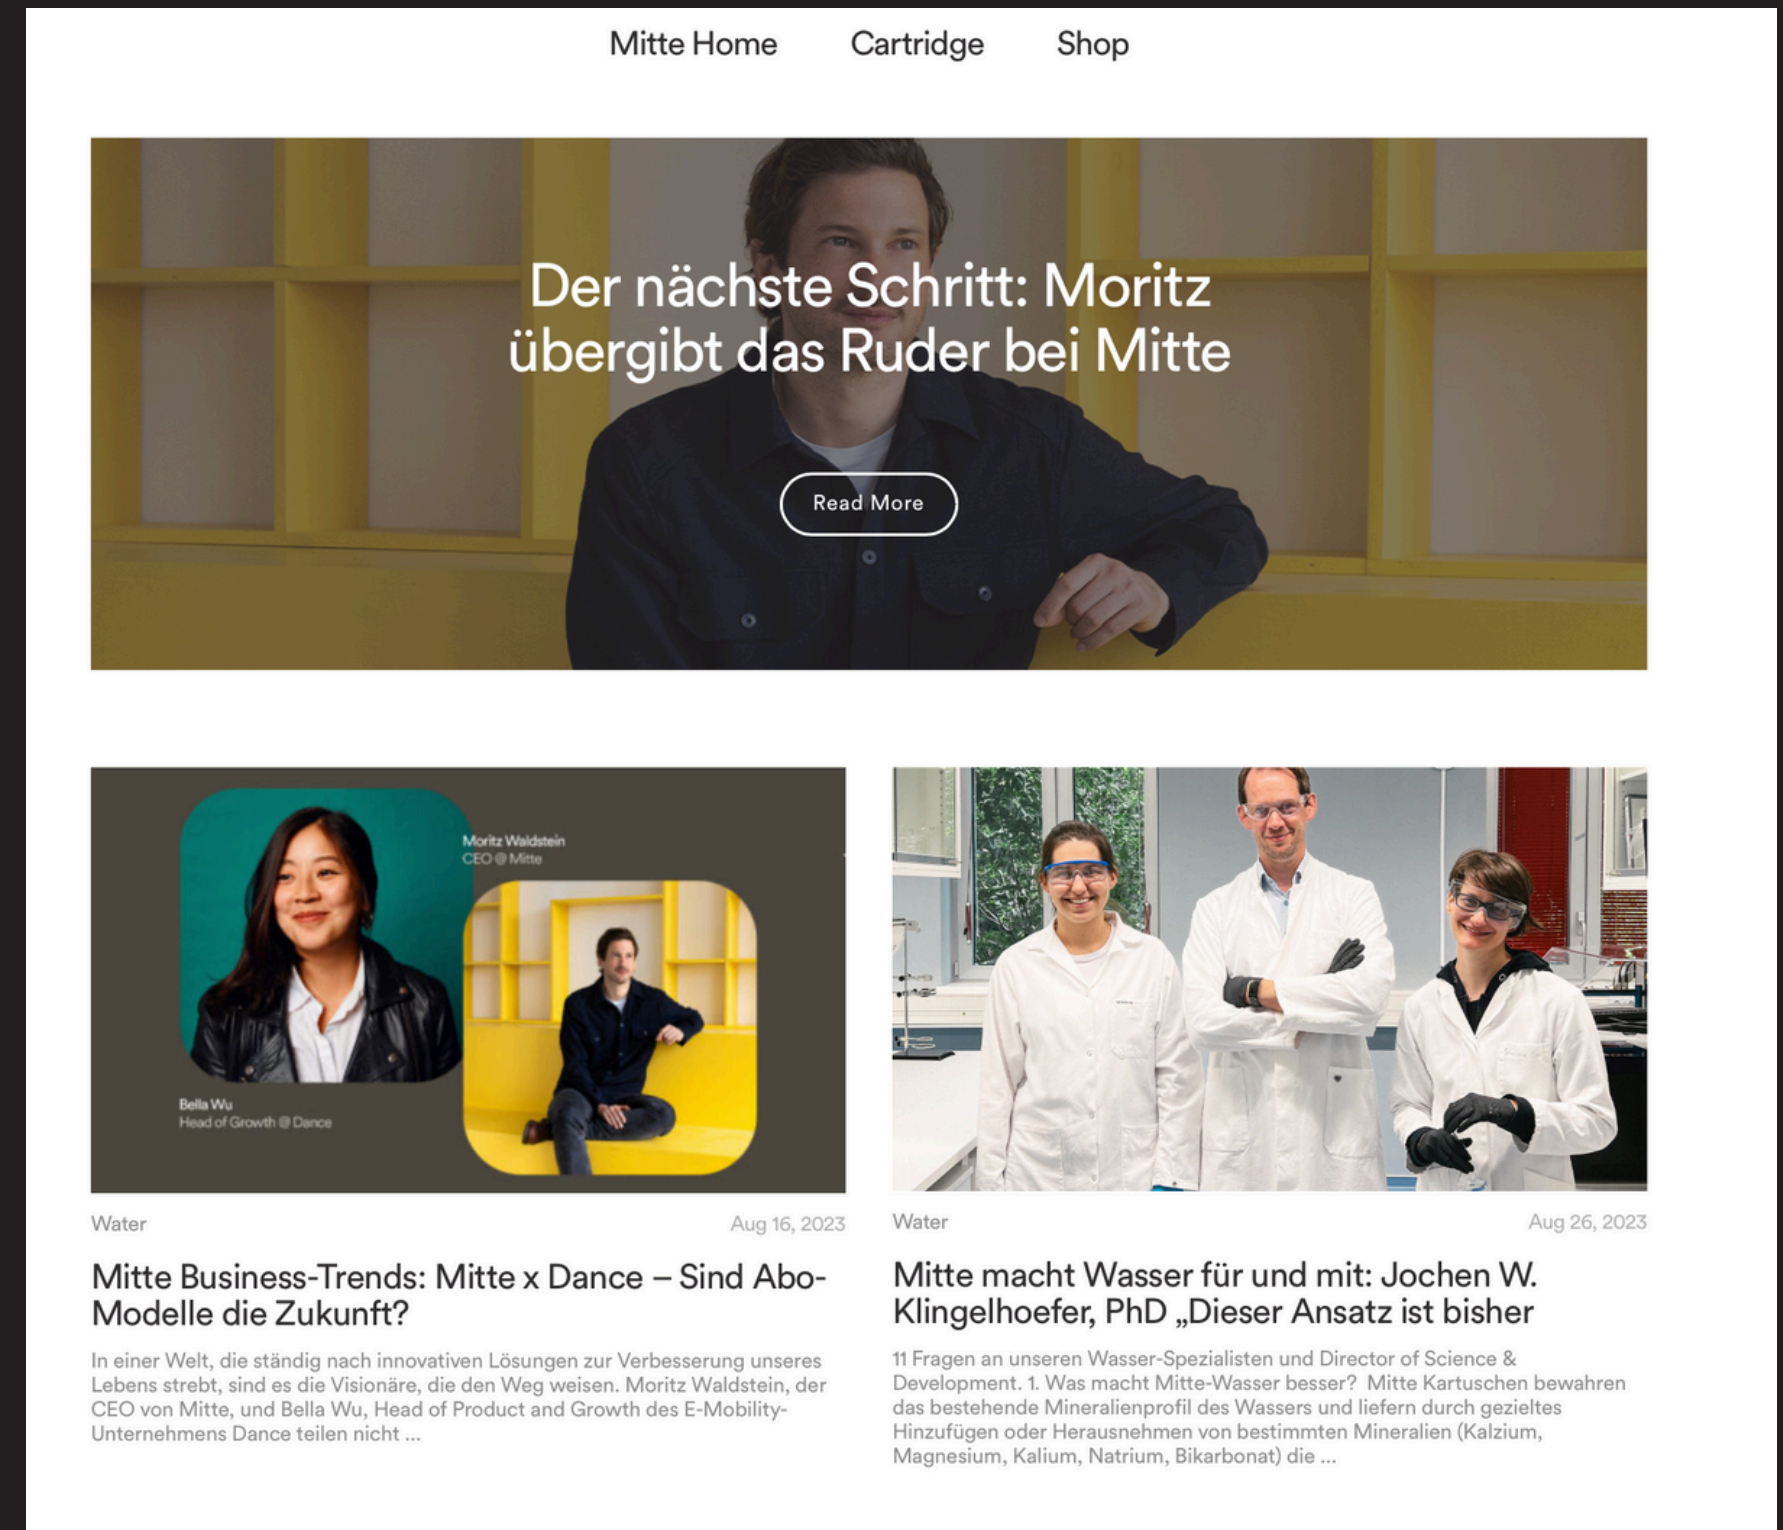 Mitte Home Cartridge Shop
Der nächste Schritt: Moritz
übergibt das Ruder bei Mitte
Read More
Moritz Waldstein
CEO @ Mitte
Bella Wu
Head of Growth @ Dance
Water Aug 16, 2023
Mitte Business-Trends: Mitte x Dance – Sind Abo-
Modelle die Zukunft?
In einer Welt, die ständig nach innovativen Lösungen zur Verbesserung unseres
Lebens strebt, sind es die Visionäre, die den Weg weisen. Moritz Waldstein, der
CEO von Mitte, und Bella Wu, Head of Product and Growth des E-Mobility-
Unternehmens Dance teilen nicht ...
Water Aug 26, 2023
Mitte macht Wasser für und mit: Jochen W.
Klingelhoefer, PhD „Dieser Ansatz ist bisher
11 Fragen an unseren Wasser-Spezialisten und Director of Science &
Development. 1. Was macht Mitte-Wasser besser? Mitte Kartuschen bewahren
das bestehende Mineralienprofil des Wassers und liefern durch gezieltes
Hinzufügen oder Herausnehmen von bestimmten Mineralien (Kalzium,
Magnesium, Kalium, Natrium, Bikarbonat) die ...